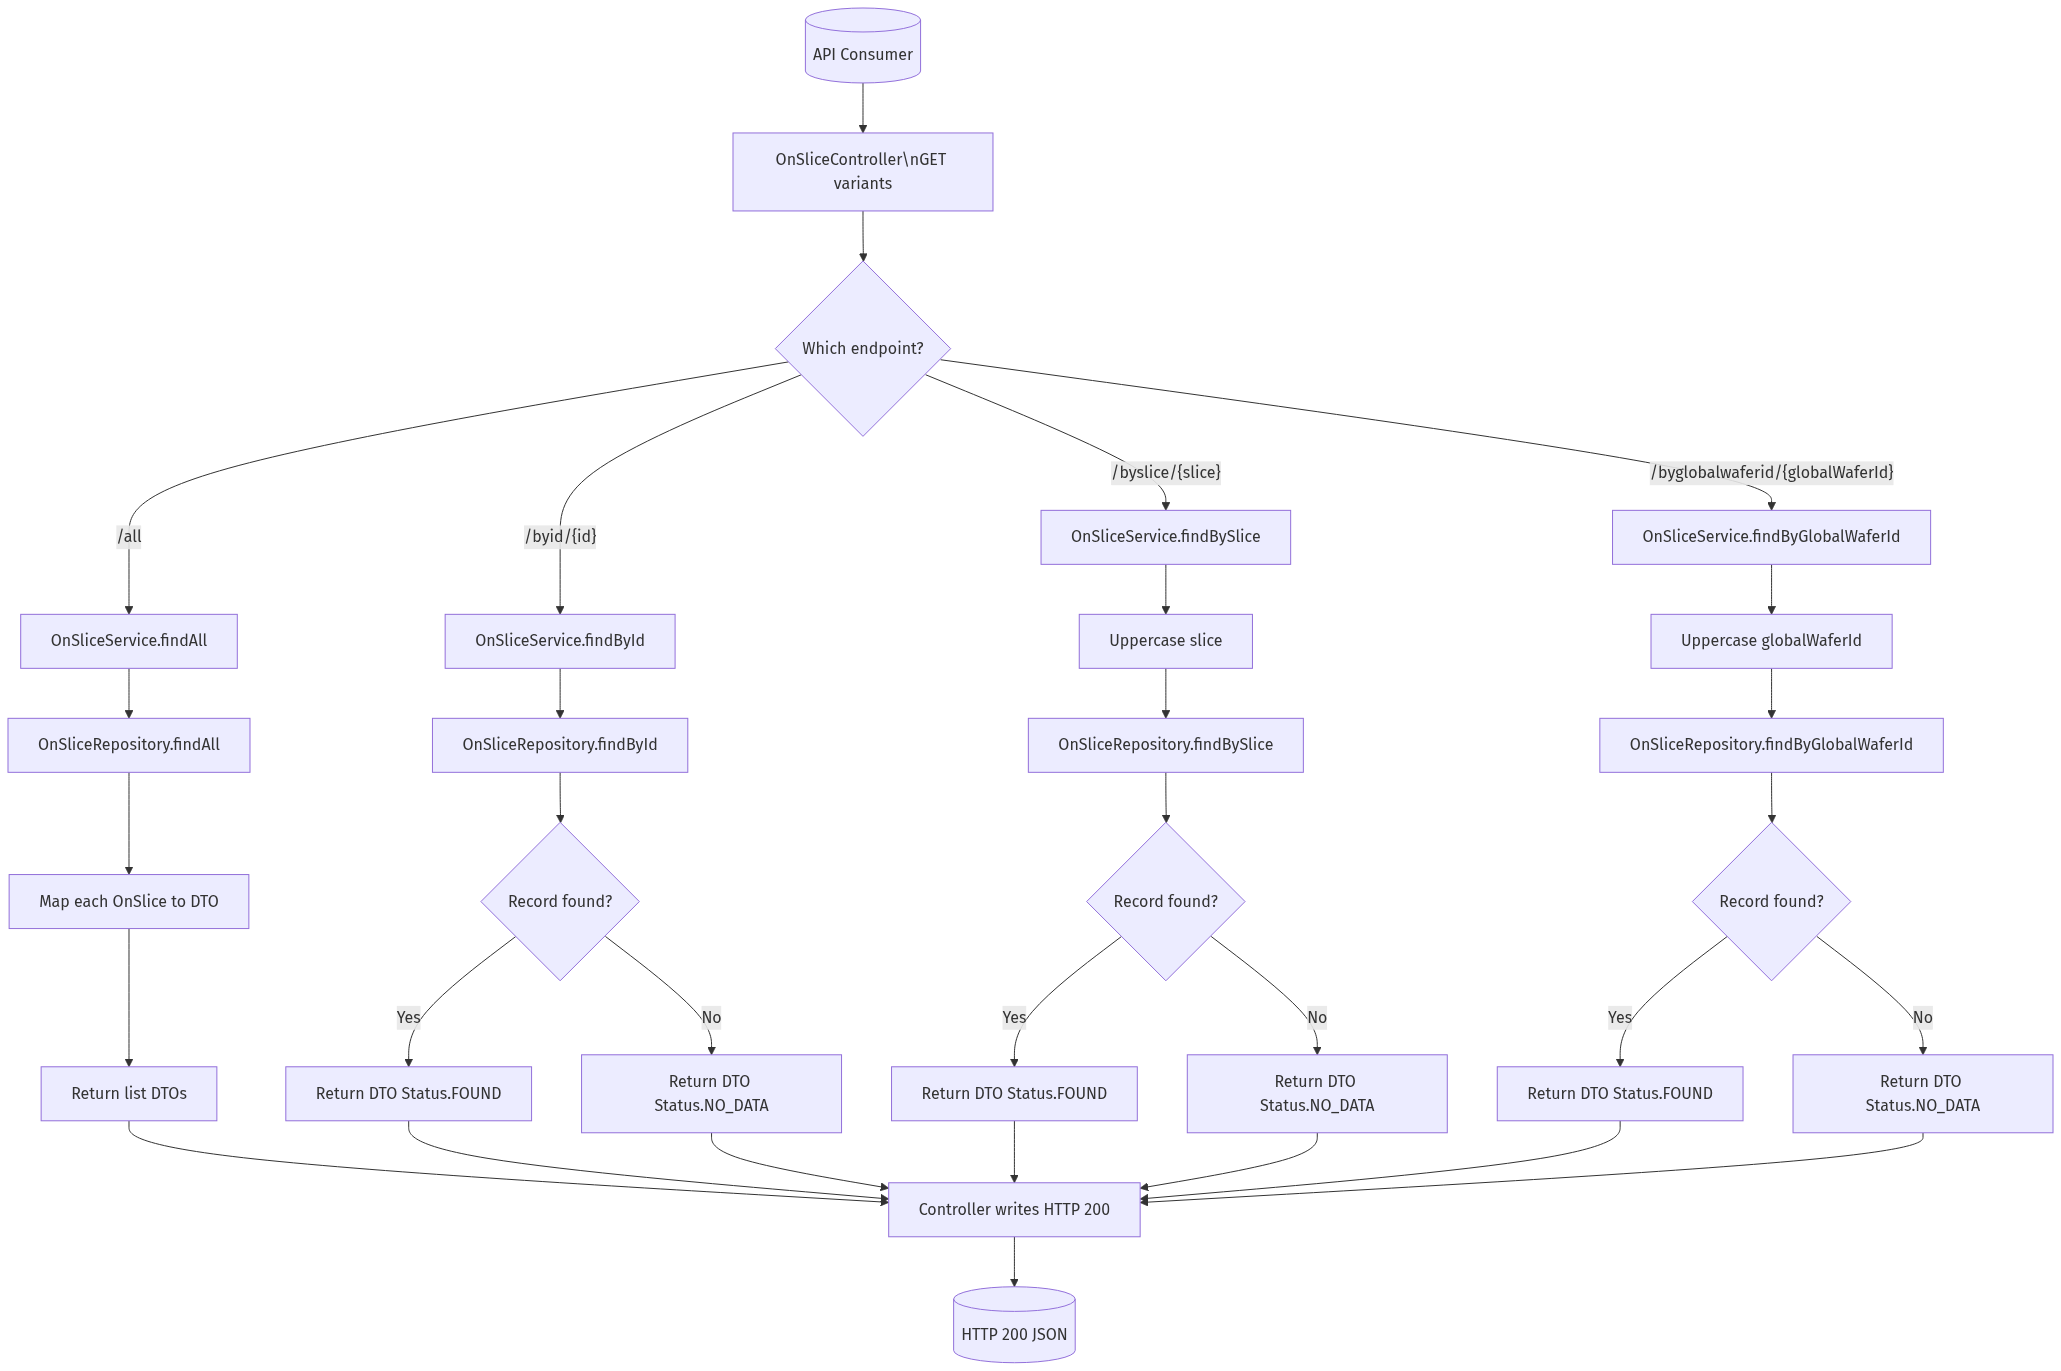 API Consumer
OnSliceController\nGET
variants
Which endpoint?
/byslice/{slice}
/byglobalwaferid/{globalWaferId}
/all
/byid/{id}
OnSliceService.findBySlice
OnSliceService.findByGlobalWaferId
OnSliceService.findAll
OnSliceService.findById
Uppercase slice
Uppercase globalWaferId
OnSliceRepository.findAll
OnSliceRepository.findById
OnSliceRepository.findBySlice
OnSliceRepository.findByGlobalWaferId
Map each OnSlice to DTO
Record found?
Record found?
Record found?
Yes
No
Yes
No
Yes
No
Return list DTOs
Return DTO Status.FOUND
Return DTO
Status.NO_DATA
Return DTO Status.FOUND
Return DTO
Status.NO_DATA
Return DTO Status.FOUND
Return DTO
Status.NO_DATA
Controller writes HTTP 200
HTTP 200 JSON